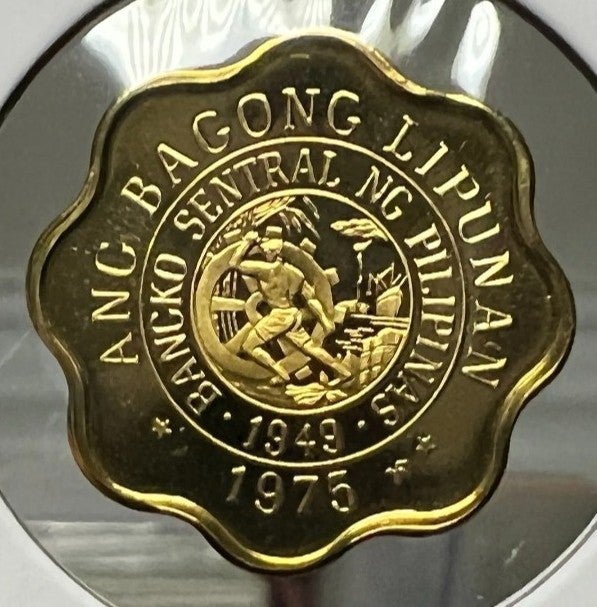 ANG BAGONG LIPUNAN
BANGKO SENTRAL NG PILIPINAS
· 1949 ·
1975